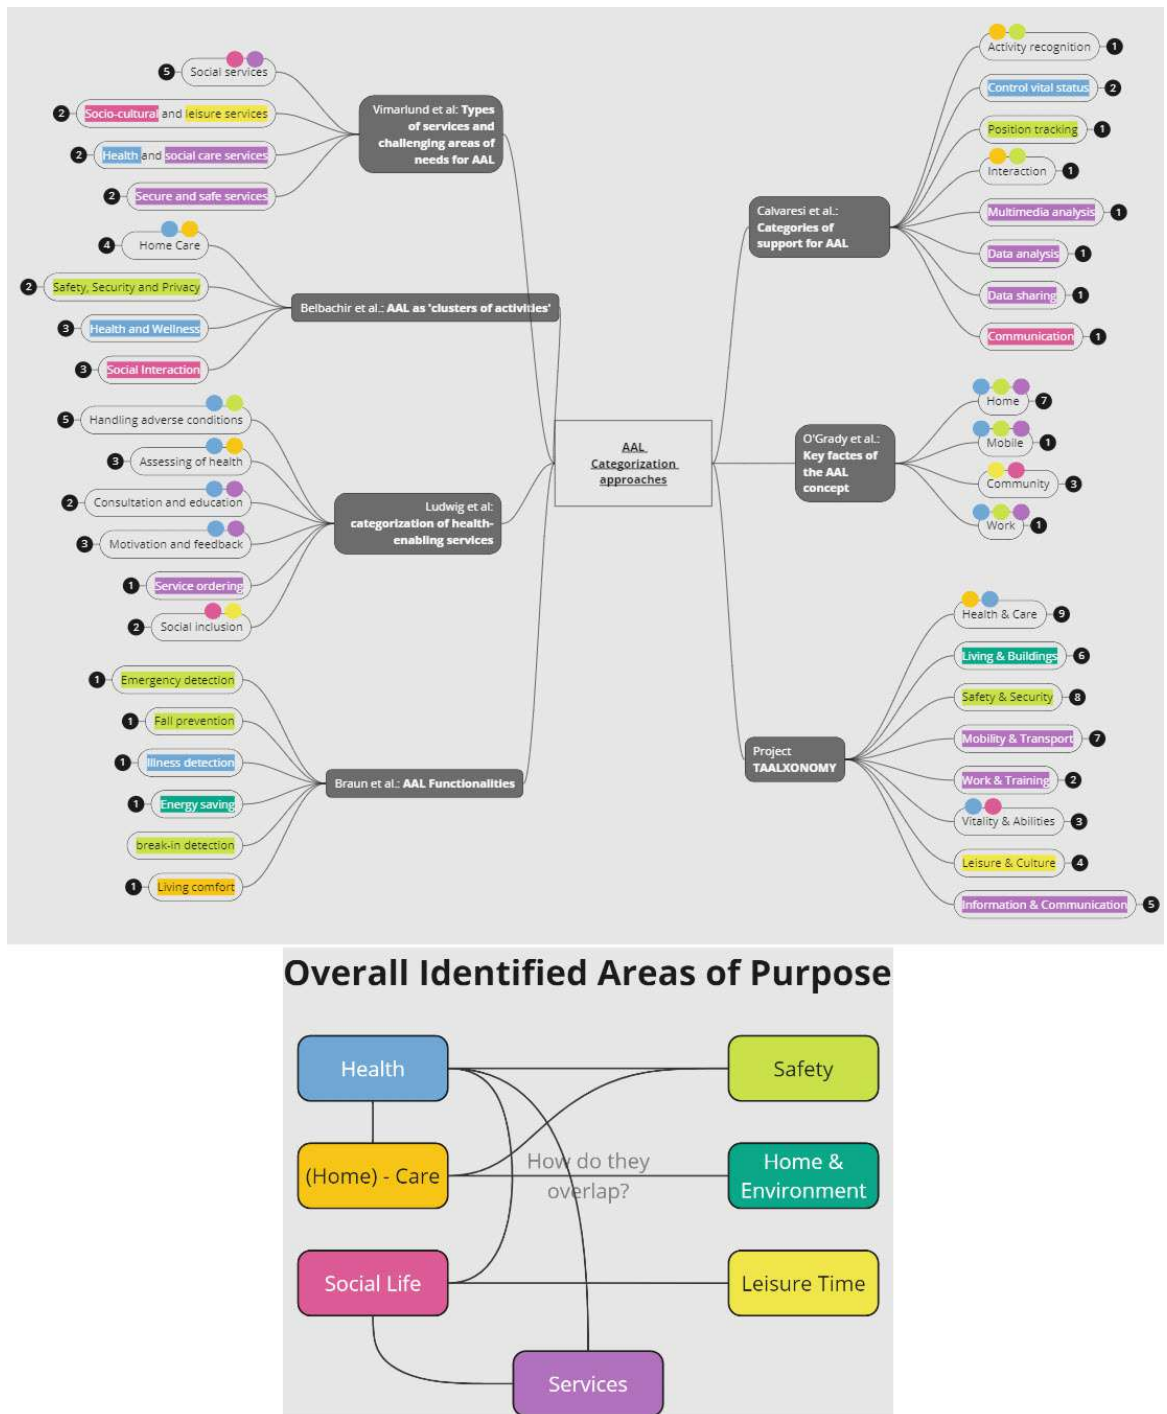 Social services
5
Socio-cultural and leisure services
2
Health and social care services
2
Secure and safe services
2
Vimarlund et al: Types
of services and
challenging areas of
needs for AAL
Home Care
4
Safety, Security and Privacy
2
Health and Wellness
3
Social Interaction
3
Belbachir et al.: AAL as 'clusters of activities'
Handling adverse conditions
5
Assessing of health
3
Consultation and education
2
Motivation and feedback
3
Service ordering
1
Social inclusion
2
Ludwig et al:
categorization of health-
enabling services
Emergency detection
1
Fall prevention
1
Illness detection
1
Energy saving
1
break-in detection
Living comfort
1
Braun et al.: AAL Functionalities
AAL
Categorization
approaches
Calvaresi et al.:
Categories of
support for AAL
Activity recognition
1
Control vital status
2
Position tracking
1
Interaction
1
Multimedia analysis
1
Data analysis
1
Data sharing
1
Communication
1
O'Grady et al.:
Key factes of
the AAL
concept
Home
7
Mobile
1
Community
3
Work
1
Project
TAALXONOMY
Health & Care
9
Living & Buildings
6
Safety & Security
8
Mobility & Transport
7
Work & Training
2
Vitality & Abilities
3
Leisure & Culture
4
Information & Communication
5
Overall Identified Areas of Purpose
Health
Safety
(Home) - Care
How do they
overlap?
Home &
Environment
Social Life
Leisure Time
Services